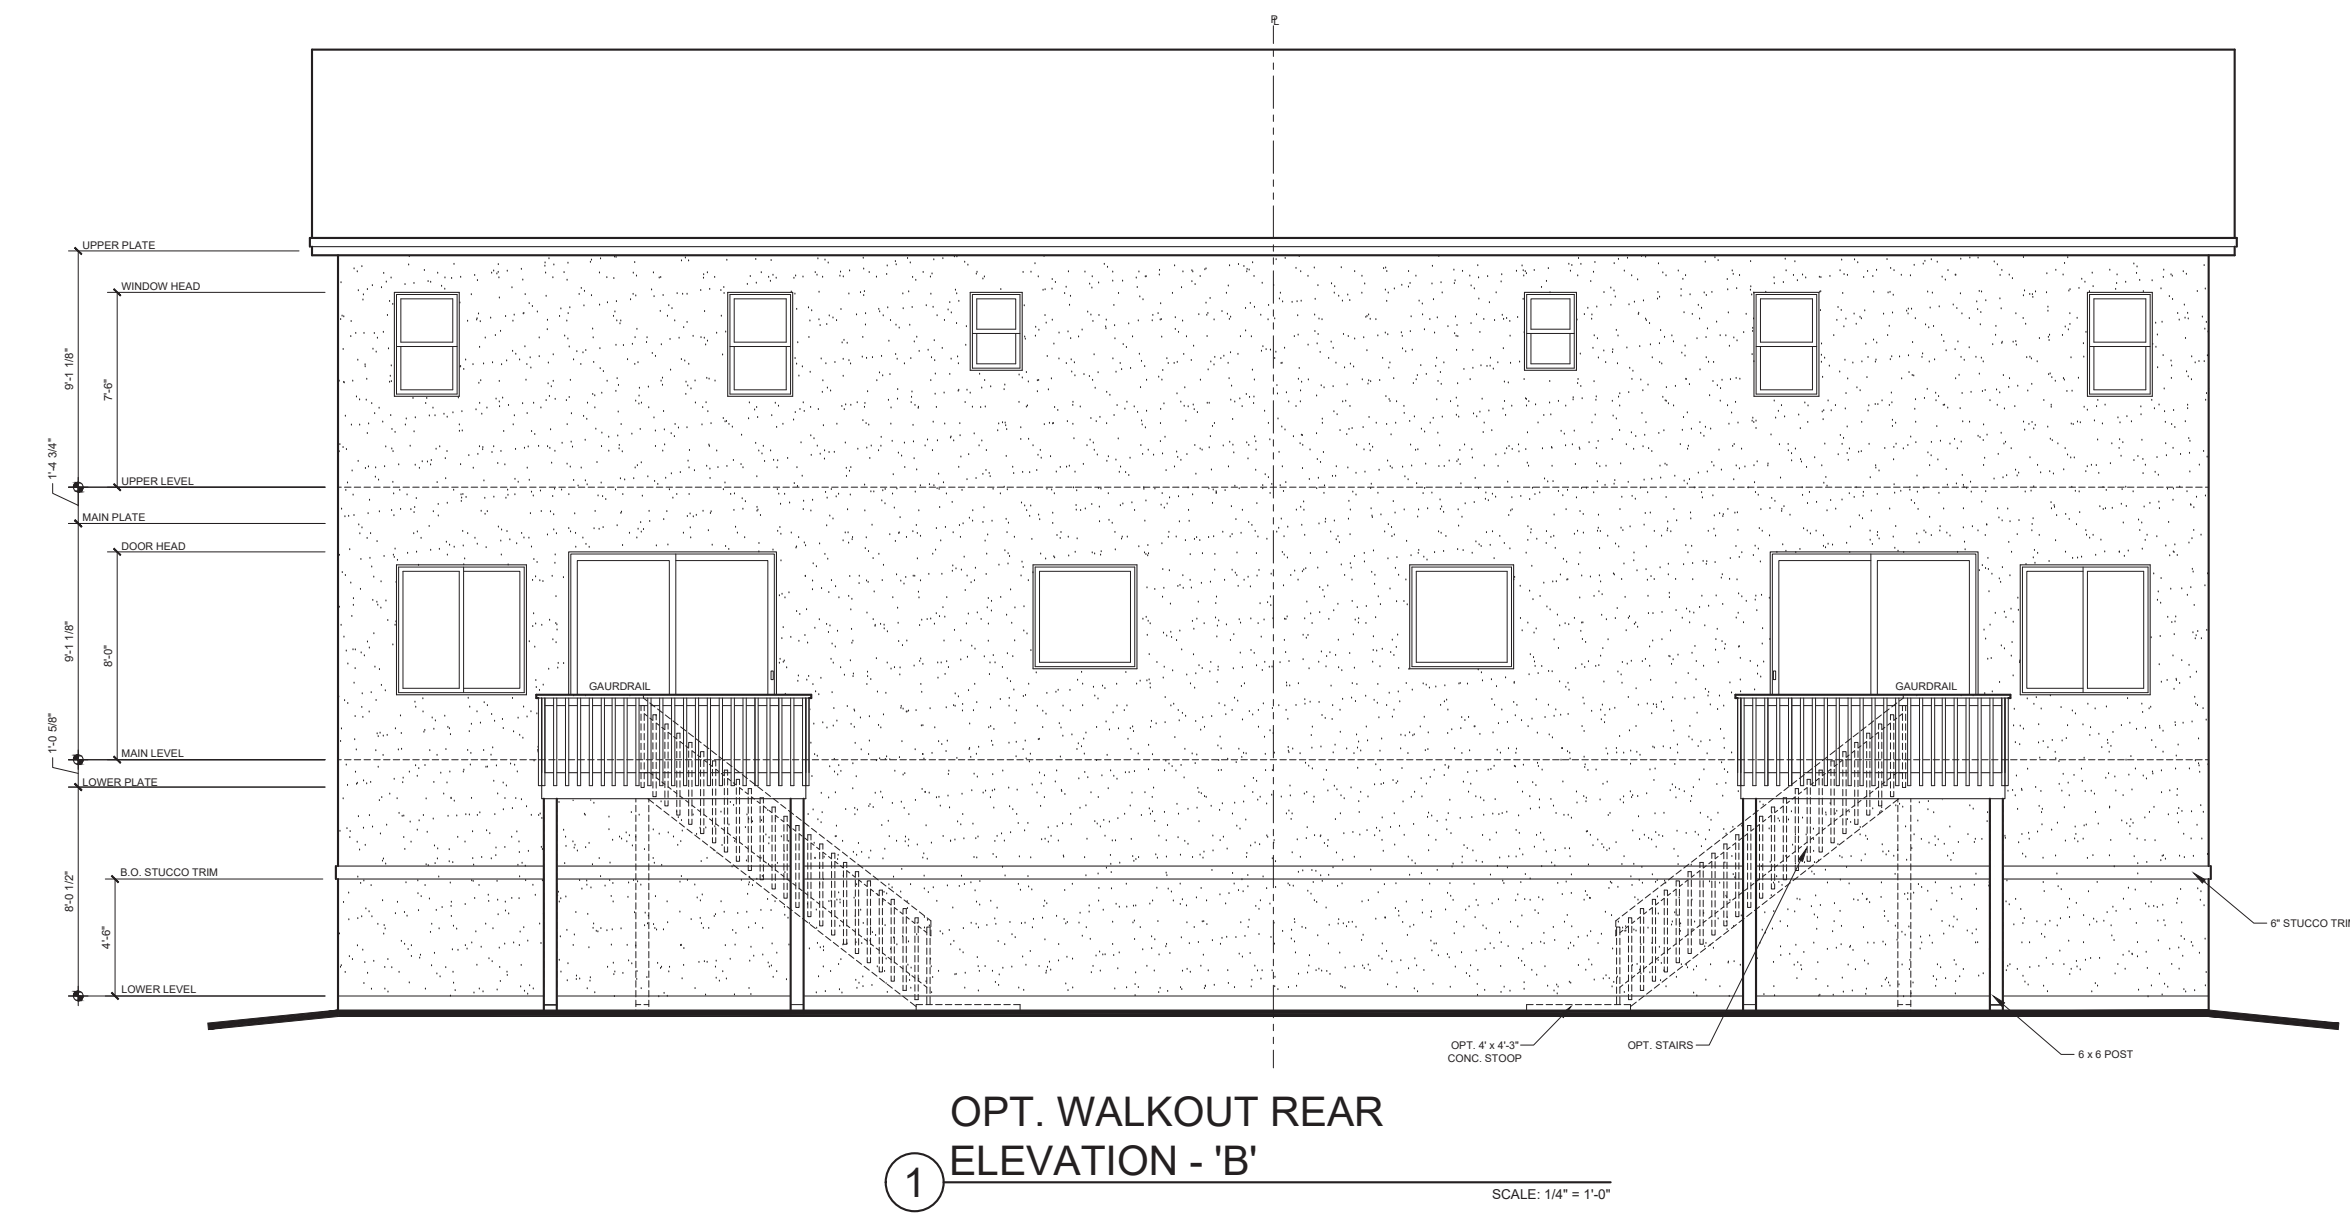 PL
UPPER PLATE
WINDOW HEAD
9'-1 1/8"
7'-6"
1'-4 3/4"
UPPER LEVEL
MAIN PLATE
DOOR HEAD
9'-1 1/8"
8'-0"
GAURDRAIL
GAURDRAIL
1'-0 5/8"
MAIN LEVEL
LOWER PLATE
B.O. STUCCO TRIM
8'-0 1/2"
4'-6"
6" STUCCO TRI
LOWER LEVEL
OPT. 4' x 4'-3"
CONC. STOOP
OPT. STAIRS
6 x 6 POST
OPT. WALKOUT REAR
ELEVATION - 'B'
1
SCALE: 1/4" = 1'-0"